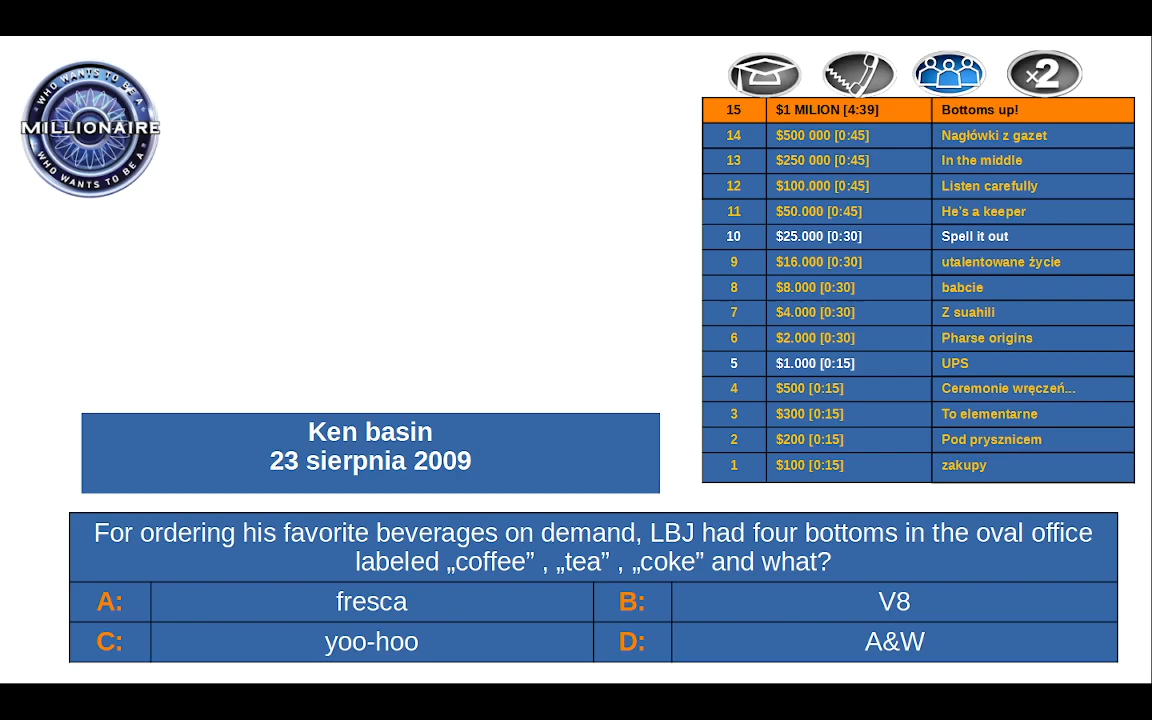 WHO WANTS TO BE A
MILLIONAIRE
WHO WANTS TO BE A
×2
15 $1 MILION [4:39] Bottoms up!
14 $500 000 [0:45] Nagłówki z gazet
13 $250 000 [0:45] In the middle
12 $100.000 [0:45] Listen carefully
11 $50.000 [0:45] He's a keeper
10 $25.000 [0:30] Spell it out
9 $16.000 [0:30] utalentowane życie
8 $8.000 [0:30] babcie
7 $4.000 [0:30] Z suahili
6 $2.000 [0:30] Pharse origins
5 $1.000 [0:15] UPS
4 $500 [0:15] Ceremonie wręczeń...
3 $300 [0:15] To elementarne
2 $200 [0:15] Pod prysznicem
1 $100 [0:15] zakupy
Ken basin
23 sierpnia 2009
For ordering his favorite beverages on demand, LBJ had four bottoms in the oval office
labeled „coffee” , „tea” , „coke” and what?
A: fresca B: V8
C: yoo-hoo D: A&W